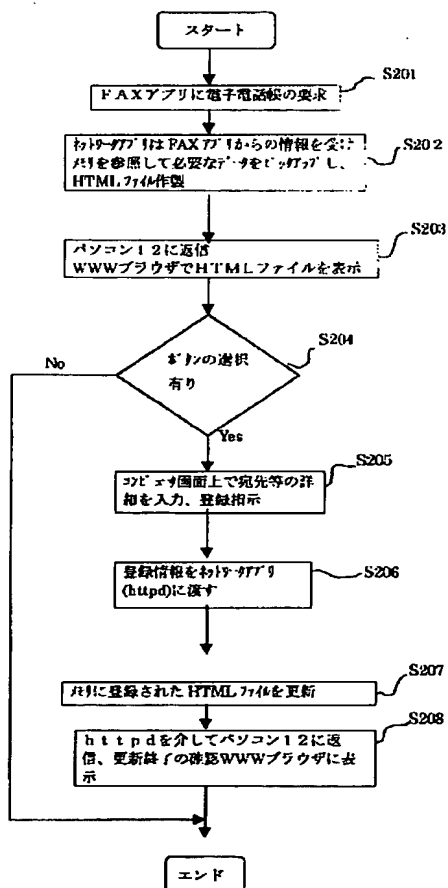 スタート
S201
FAXアプリに電子電話帳の要求
S202
ネットワークアプリはFAXアプリからの情報を受け
メモリを参照して必要なデータをピックアップし、
HTMLファイル作製
S203
パソコン12に返信
WWWブラウザでHTMLファイルを表示
S204
No
ボタンの選択
有り
Yes
S205
コンピュータ画面上で宛先等の詳
細を入力、登録指示
登録情報をネットワークアプリ
(httpd)に渡す
S206
S207
メモリに登録されたHTMLファイルを更新
S208
httpdを介してパソコン12に返
信、更新終了の確認WWWブラウザに表
示
エンド